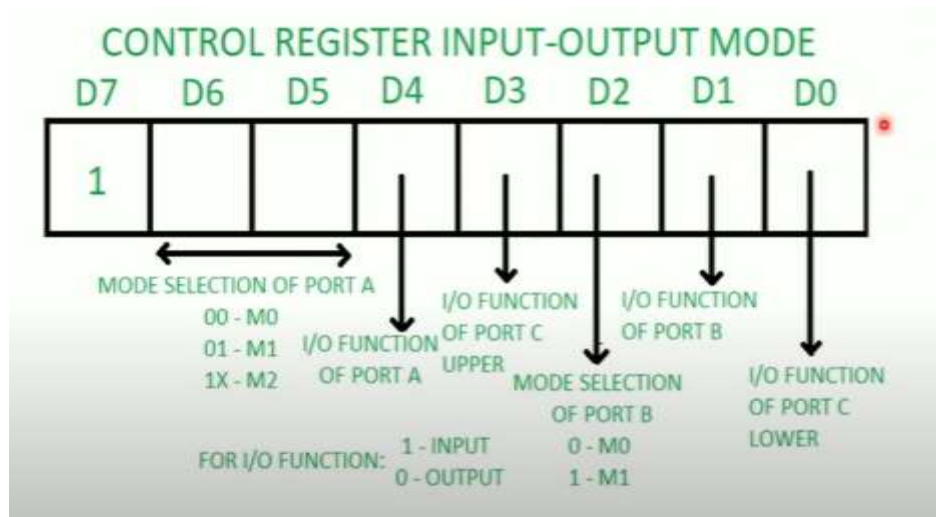 CONTROL REGISTER INPUT-OUTPUT MODE
D7 D6 D5 D4 D3 D2 D1 D0
1
MODE SELECTION OF PORT A
00 - M0
01 - M1
1X - M2
I/O FUNCTION
OF PORT A
I/O FUNCTION
OF PORT C
UPPER
MODE SELECTION
OF PORT B
0 - M0
1 - M1
I/O FUNCTION
OF PORT B
I/O FUNCTION
OF PORT C
LOWER
FOR I/O FUNCTION:
1 - INPUT
0 - OUTPUT